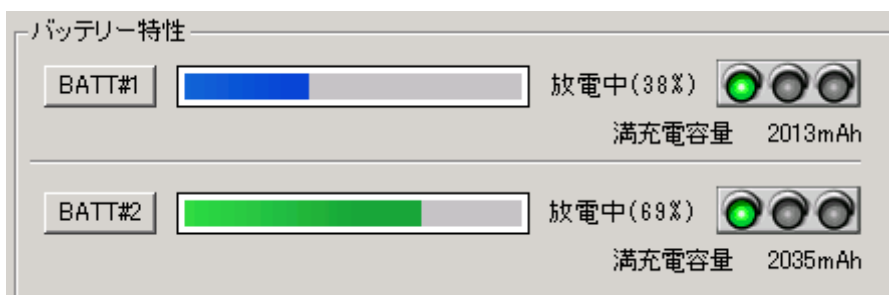 バッテリー特性
BATT#1 放電中(38%)
満充電容量 2013mAh
BATT#2 放電中(69%)
満充電容量 2035mAh